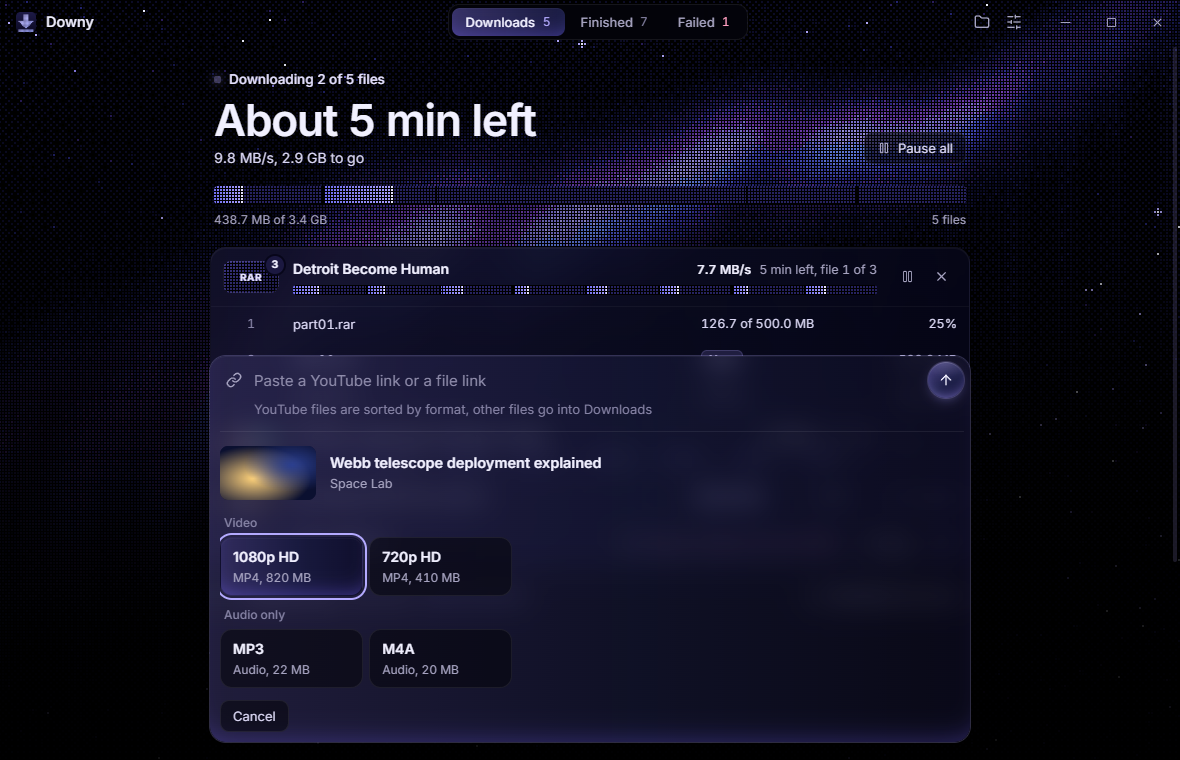 Downy
Downloads 5 Finished 7 Failed 1
Downloading 2 of 5 files
About 5 min left
9.8 MB/s, 2.9 GB to go
Pause all
438.7 MB of 3.4 GB
5 files
RAR 3
Detroit Become Human
7.7 MB/s 5 min left, file 1 of 3
1 part01.rar 126.7 of 500.0 MB 25%
Paste a YouTube link or a file link
YouTube files are sorted by format, other files go into Downloads
Webb telescope deployment explained
Space Lab
Video
1080p HD
MP4, 820 MB
720p HD
MP4, 410 MB
Audio only
MP3
Audio, 22 MB
M4A
Audio, 20 MB
Cancel